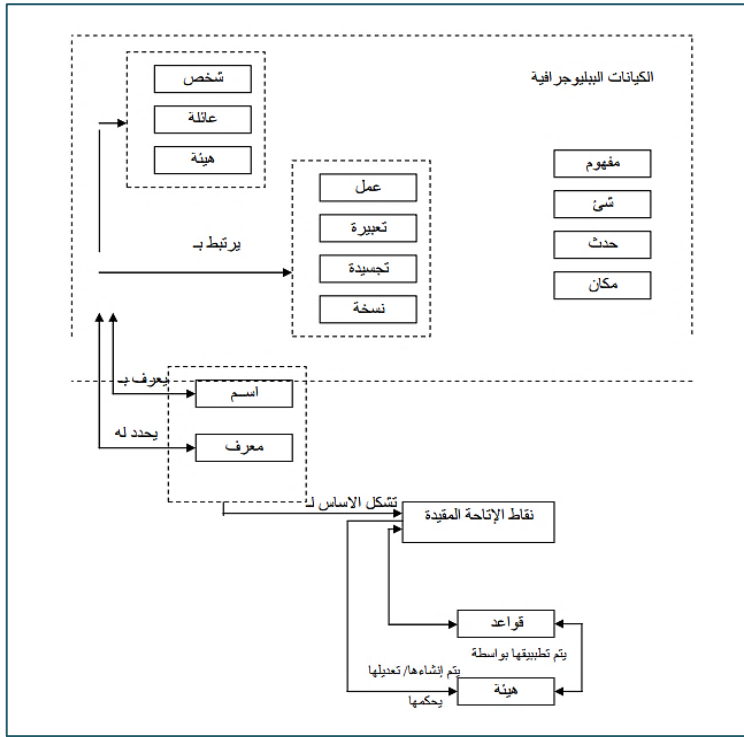 الكيانات الببليوجرافية
شخص
عائلة
هيئة
مفهوم
شئ
حدث
مكان
عمل
تعبيرة
تجسيدة
نسخة
يرتبط بـ
يعرف بـ
اســم
يحدد له
معرف
تشكل الاساس لـ
نقاط الإتاحة المقيدة
قواعد
يتم تطبيقها بواسطة
يتم إنشاءها/ تعديلها
هيئة
يحكمها